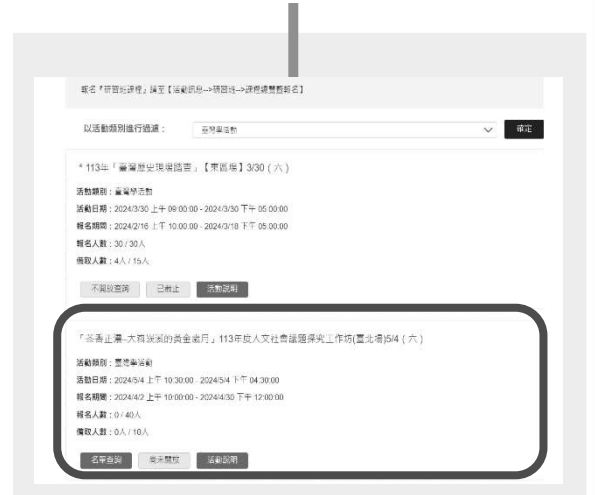 報名『研習班課程』請至【活動訊息-->研習班-->課程總覽暨報名】
以活動類別進行過濾： 臺灣學活動 確定
* 113年「臺灣歷史現場踏查」【東區場】3/30 ( 六 )
活動類別：臺灣學活動
活動日期：2024/3/30 上午 09:00:00 - 2024/3/30 下午 05:00:00
報名期間：2024/2/16 上午 10:00:00 - 2024/3/18 下午 05:00:00
報名人數：30 / 30人
備取人數：4人 / 15人
不開放查詢 已截止 活動說明
「茶香正濃--大稻埕的黃金歲月」113年度人文社會議題探究工作坊(臺北場)5/4 ( 六 )
活動類別：臺灣學活動
活動日期：2024/5/4 上午 10:30:00 - 2024/5/4 下午 04:30:00
報名期間：2024/4/2 上午 10:00:00 - 2024/4/30 下午 12:00:00
報名人數：0 / 40人
備取人數：0人 / 10人
名單查詢 尚未開放 活動說明